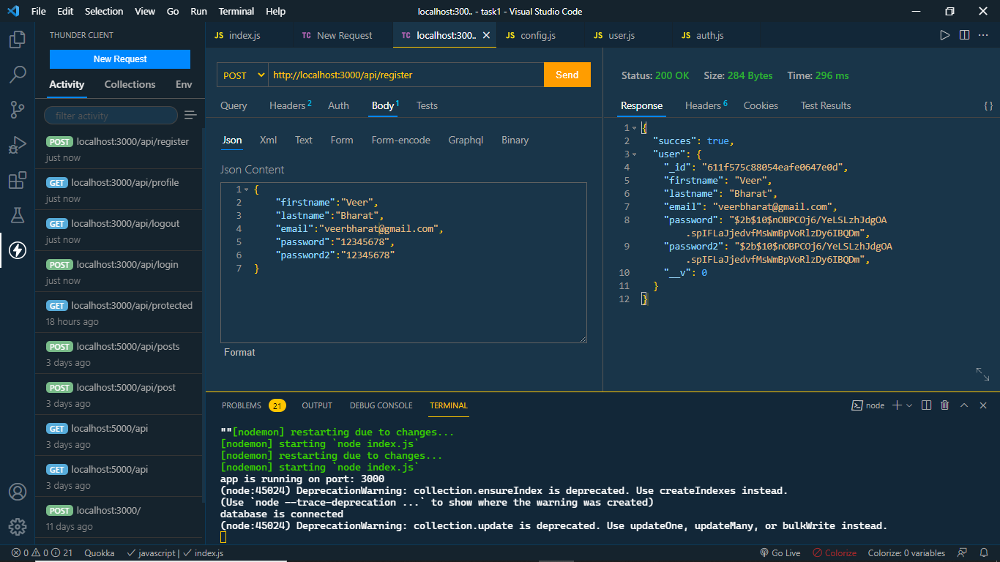 File Edit Selection View Go Run Terminal Help localhost:300.. - task1 - Visual Studio Code
THUNDER CLIENT
New Request
Activity Collections Env
filter activity
POST localhost:3000/api/register
just now
GET localhost:3000/api/profile
just now
GET localhost:3000/api/logout
just now
POST localhost:3000/api/login
just now
GET localhost:3000/api/protected
18 hours ago
POST localhost:5000/api/posts
3 days ago
POST localhost:5000/api/post
3 days ago
GET localhost:5000/api
3 days ago
GET localhost:5000/api
3 days ago
POST localhost:3000/
11 days ago
JS index.js TC New Request TC localhost:300.. JS config.js JS user.js JS auth.js
POST http://localhost:3000/api/register Send
Query Headers 2 Auth Body 1 Tests
Json Xml Text Form Form-encode Graphql Binary
Json Content
1 {
2 "firstname":"Veer",
3 "lastname":"Bharat",
4 "email":"veerbharat@gmail.com",
5 "password":"12345678",
6 "password2":"12345678"
7 }
Format
Status: 200 OK Size: 284 Bytes Time: 296 ms
Response Headers 6 Cookies Test Results { }
1 {
2 "succes": true,
3 "user": {
4 "_id": "611f575c88054eafe0647e0d",
5 "firstname": "Veer",
6 "lastname": "Bharat",
7 "email": "veerbharat@gmail.com",
8 "password": "$2b$10$nOBPCOj6/YeLSLzhJdgOA
.spIFLaJjedvfMsWmBpVoRlzDy6IBQDm",
9 "password2": "$2b$10$nOBPCOj6/YeLSLzhJdgOA
.spIFLaJjedvfMsWmBpVoRlzDy6IBQDm",
10 "__v": 0
11 }
12 }
PROBLEMS 21 OUTPUT DEBUG CONSOLE TERMINAL node
""[nodemon] restarting due to changes...
[nodemon] starting `node index.js`
[nodemon] restarting due to changes...
[nodemon] starting `node index.js`
app is running on port: 3000
(node:45024) DeprecationWarning: collection.ensureIndex is deprecated. Use createIndexes instead.
(Use `node --trace-deprecation ...` to show where the warning was created)
database is connected
(node:45024) DeprecationWarning: collection.update is deprecated. Use updateOne, updateMany, or bulkWrite instead.
0 0 21 Quokka javascript | index.js Go Live Colorize Colorize: 0 variables